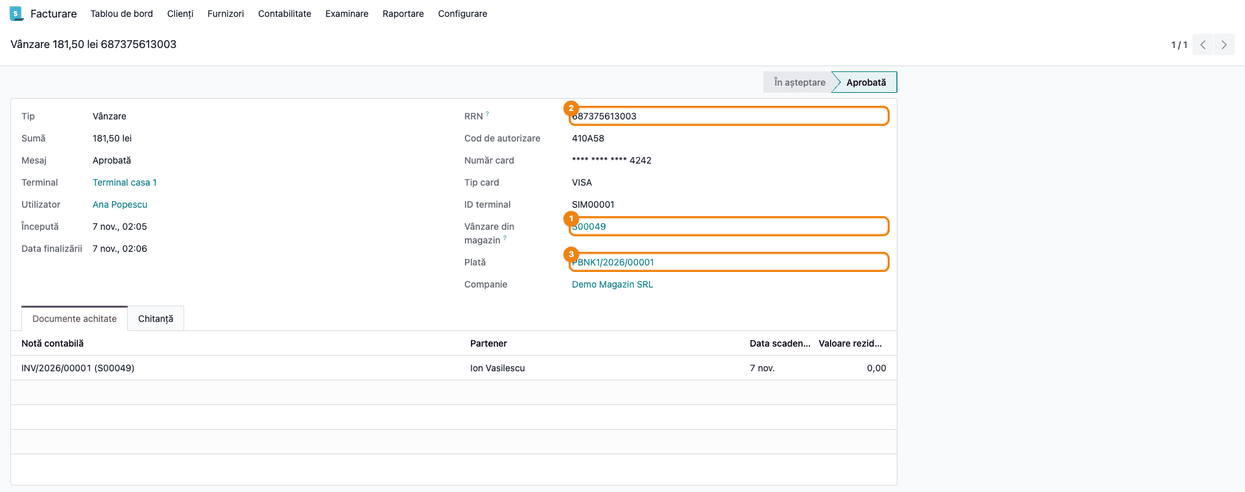 Facturare Tablou de bord Clienți Furnizori Contabilitate Examinare Raportare Configurare
Vânzare 181,50 lei 687375613003
1 / 1
În așteptare Aprobată
Tip Vânzare
Sumă 181,50 lei
Mesaj Aprobată
Terminal Terminal casa 1
Utilizator Ana Popescu
Începută 7 nov., 02:05
Data finalizării 7 nov., 02:06
2
RRN ? 687375613003
Cod de autorizare 410A58
Număr card **** **** **** 4242
Tip card VISA
ID terminal SIM00001
1
Vânzare din magazin ? S00049
3
Plată PBNK1/2026/00001
Companie Demo Magazin SRL
Documente achitate Chitanță
Notă contabilă Partener Data scaden... Valoare rezid...
INV/2026/00001 (S00049) Ion Vasilescu 7 nov. 0,00